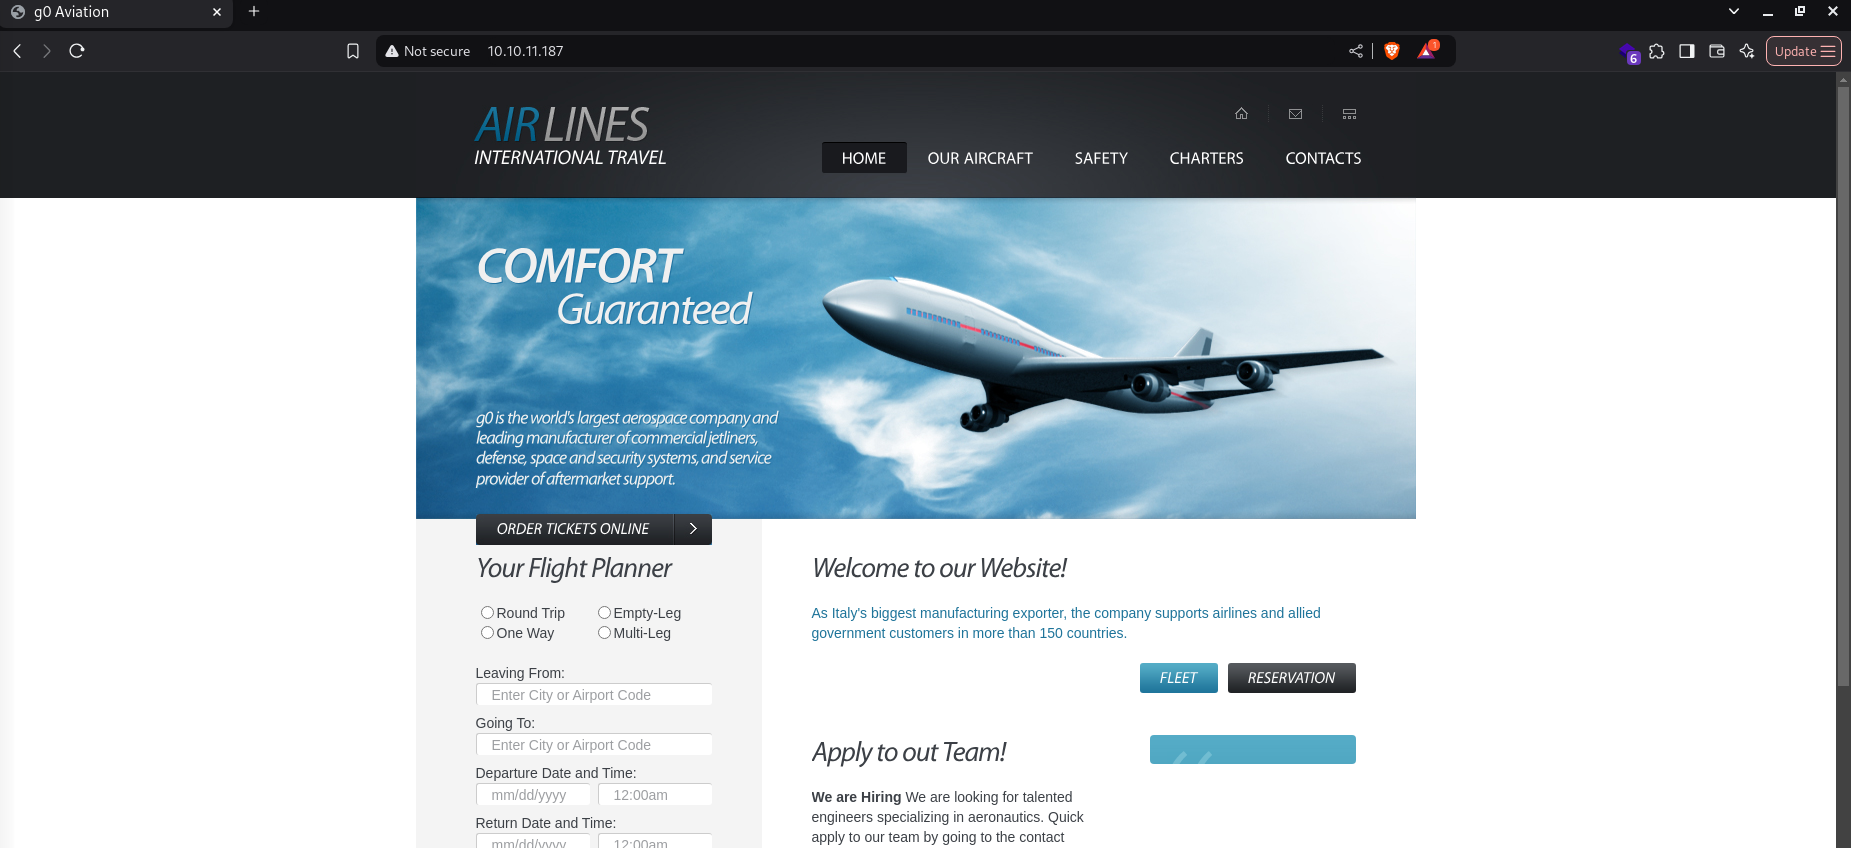 g0 Aviation
Not secure 10.10.11.187
1
6
Update
AIRLINES
INTERNATIONAL TRAVEL
HOME OUR AIRCRAFT SAFETY CHARTERS CONTACTS
COMFORT
Guaranteed
g0 is the world's largest aerospace company and
leading manufacturer of commercial jetliners,
defense, space and security systems, and service
provider of aftermarket support.
ORDER TICKETS ONLINE
Your Flight Planner
Round Trip Empty-Leg
One Way Multi-Leg
Leaving From:
Enter City or Airport Code
Going To:
Enter City or Airport Code
Departure Date and Time:
mm/dd/yyyy 12:00am
Return Date and Time:
mm/dd/yyyy 12:00am
Welcome to our Website!
As Italy's biggest manufacturing exporter, the company supports airlines and allied
government customers in more than 150 countries.
FLEET RESERVATION
Apply to out Team!
“
We are Hiring We are looking for talented
engineers specializing in aeronautics. Quick
apply to our team by going to the contact